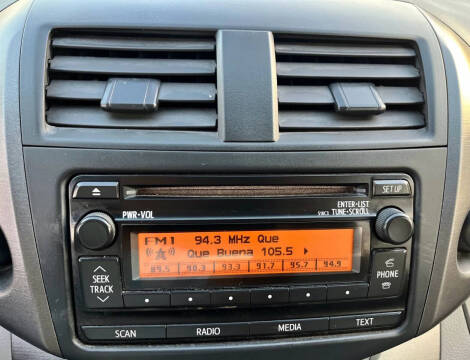 SET UP
PWR•VOL
ENTER•LIST
TUNE•SCROLL
FM1 94.3 MHz Que
Que Buena 105.5
89.5 90.3 93.3 91.7 95.7 94.9
SEEK
TRACK
PHONE
SCAN RADIO MEDIA TEXT